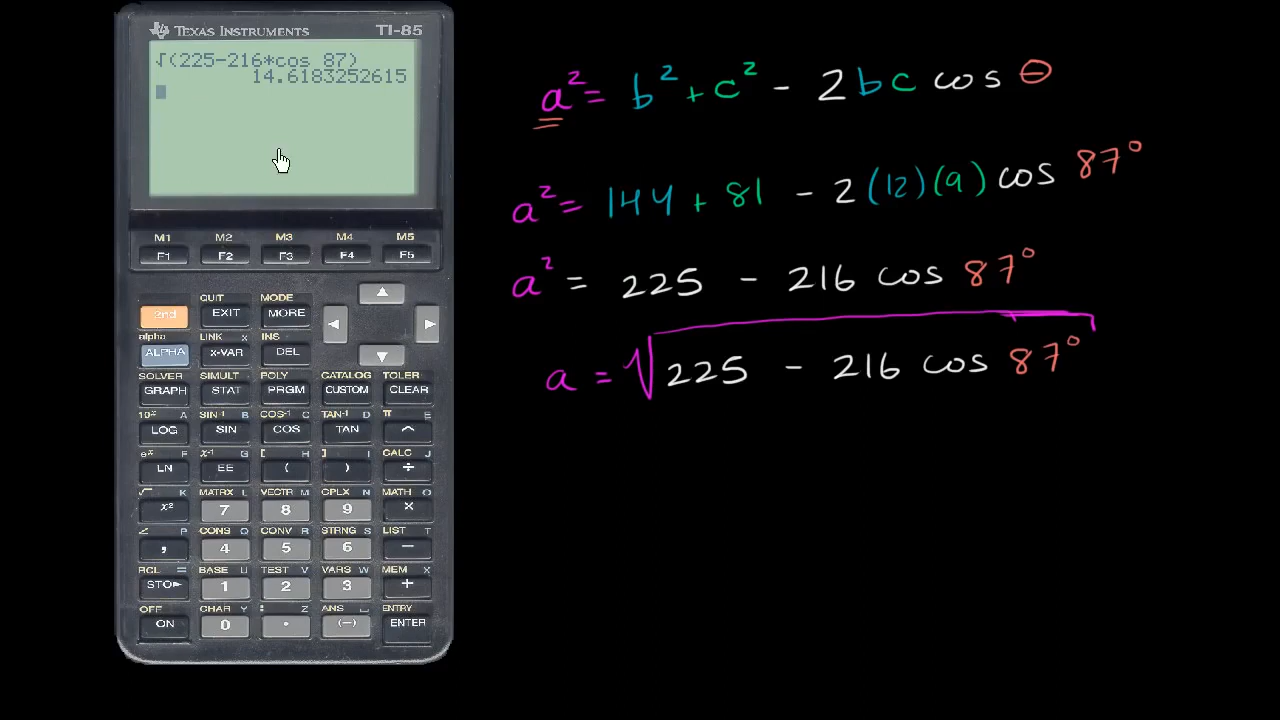 TEXAS INSTRUMENTS TI-85
√(225-216*cos 87)
14.6183252615
M1 M2 M3 M4 M5
F1 F2 F3 F4 F5
QUIT MODE
2nd EXIT MORE
alpha LINK x INS
ALPHA x-VAR DEL
SOLVER SIMULT POLY CATALOG TOLER
GRAPH STAT PRGM CUSTOM CLEAR
10ˣ A SIN⁻¹ B COS⁻¹ C TAN⁻¹ D π E
LOG SIN COS TAN ^
eˣ F x⁻¹ G [ H ] I CALC J
LN EE ( ) ÷
√ K MATRX L VECTR M CPLX N MATH O
x² 7 8 9 ×
∠ P CONS Q CONV R STRNG S LIST T
, 4 5 6 −
RCL = BASE U TEST V VARS W MEM X
STO▸ 1 2 3 +
OFF CHAR Y : Z ANS ␣ ENTRY
ON 0 . (−) ENTER
a² = b² + c² - 2bc cos θ
a² = 144 + 81 - 2(12)(9) cos 87°
a² = 225 - 216 cos 87°
a = √225 - 216 cos 87°